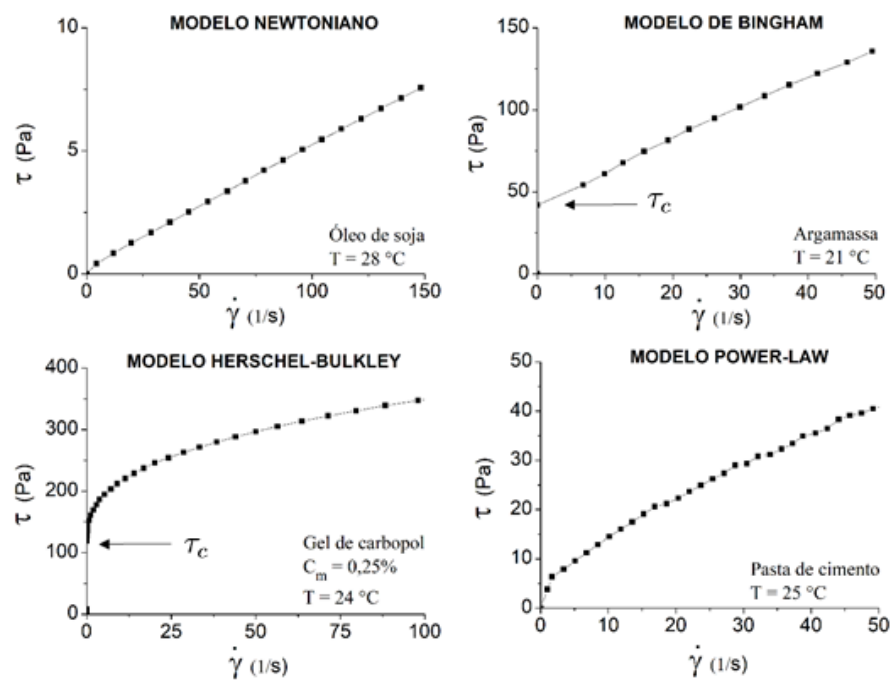 MODELO NEWTONIANO
10
5
0
τ (Pa)
Óleo de soja
T = 28 °C
0
50
100
150
γ̇ (1/s)
MODELO DE BINGHAM
150
100
50
0
τ (Pa)
τc
Argamassa
T = 21 °C
0
10
20
30
40
50
γ̇ (1/s)
MODELO HERSCHEL-BULKLEY
400
300
200
100
0
τ (Pa)
τc
Gel de carbopol
Cm = 0,25%
T = 24 °C
0
25
50
75
100
γ̇ (1/s)
MODELO POWER-LAW
50
40
30
20
10
0
τ (Pa)
Pasta de cimento
T = 25 °C
0
10
20
30
40
50
γ̇ (1/s)